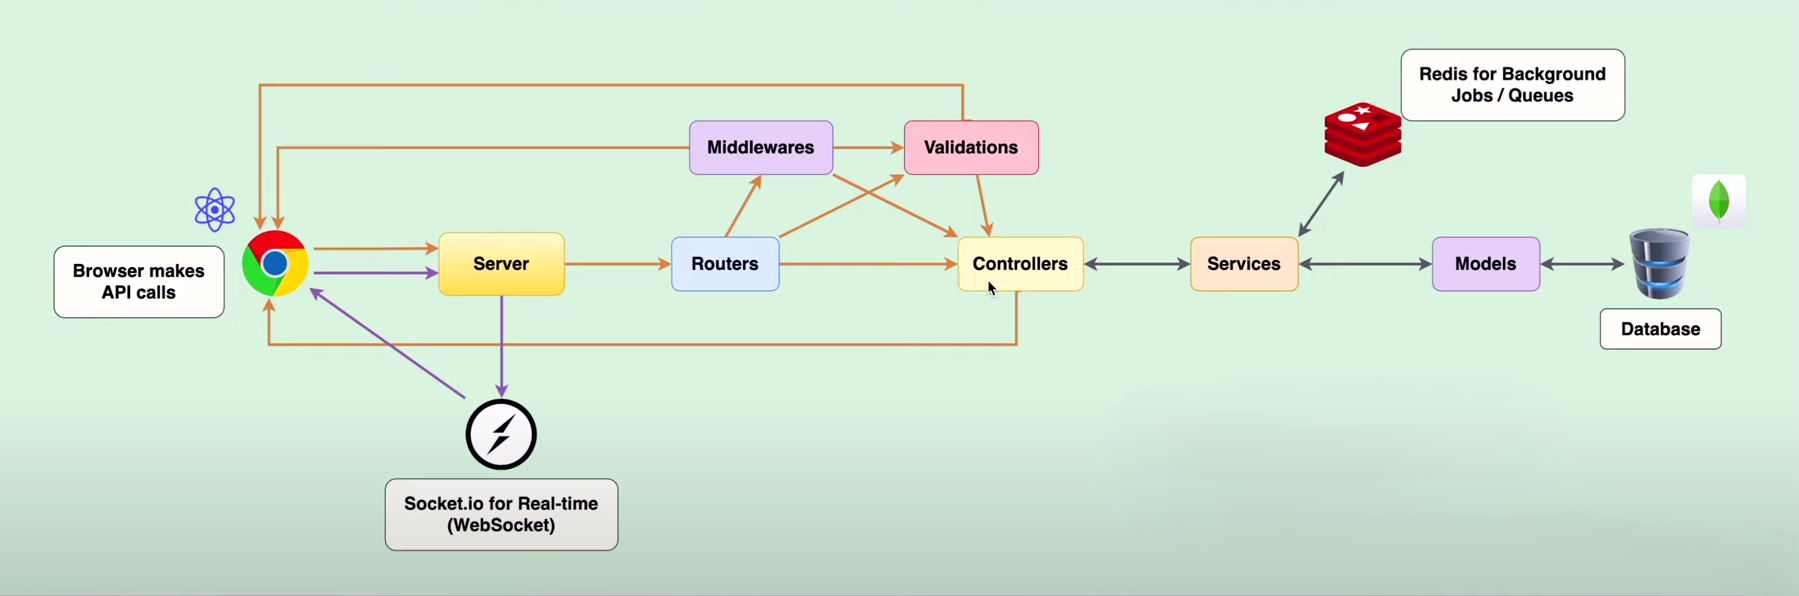 Redis for Background
Jobs / Queues
Middlewares
Validations
Browser makes
API calls
Server
Routers
Controllers
Services
Models
Database
Socket.io for Real-time
(WebSocket)